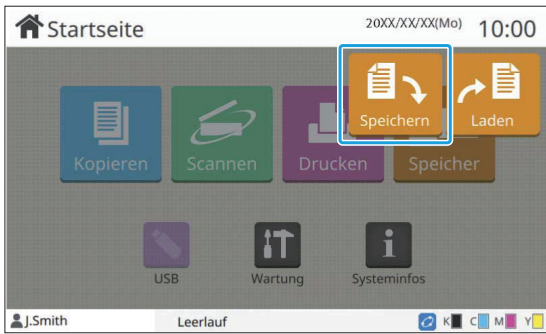 Startseite
20XX/XX/XX(Mo)
10:00
Speichern
Laden
Kopieren
Scannen
Drucken
Speicher
USB
Wartung
Systeminfos
J.Smith
Leerlauf
K C M Y